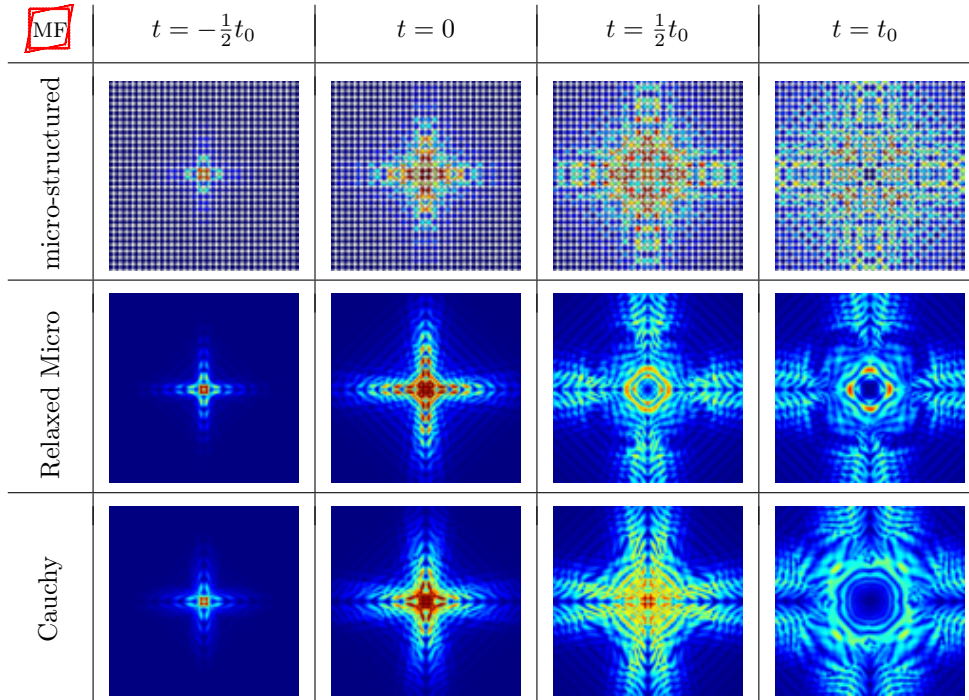 MF t = −½t₀ t = 0 t = ½t₀ t = t₀
micro-structured
Relaxed Micro
Cauchy